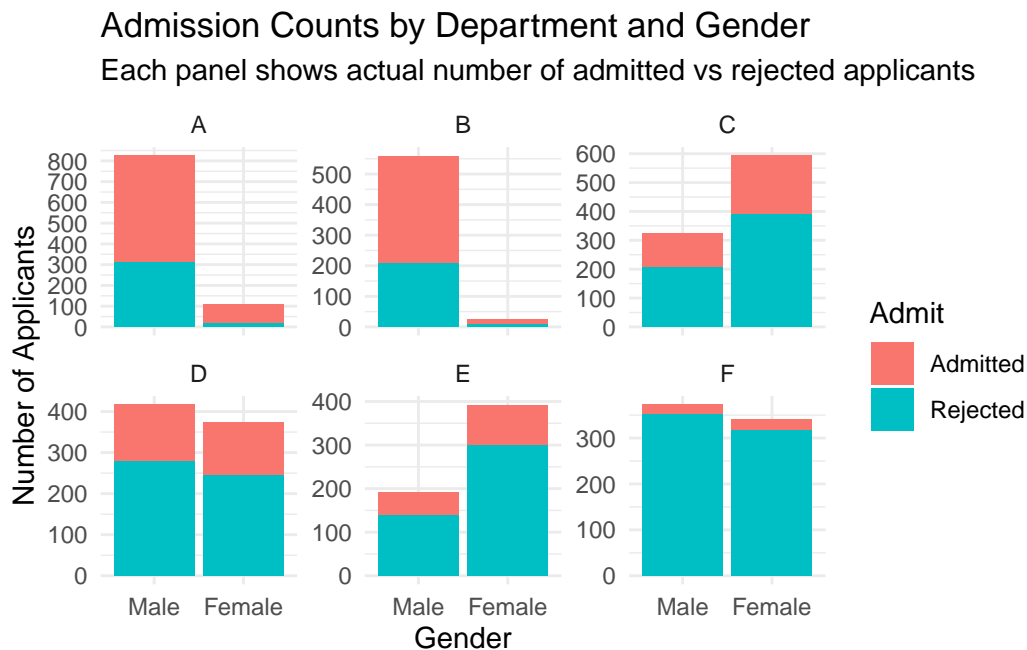 Admission Counts by Department and Gender
Each panel shows actual number of admitted vs rejected applicants
Number of Applicants
A
800
700
600
500
400
300
200
100
0
B
500
400
300
200
100
0
C
600
500
400
300
200
100
0
D
400
300
200
100
0
Male Female
E
400
300
200
100
0
Male Female
F
300
200
100
0
Male Female
Gender
Admit
Admitted
Rejected